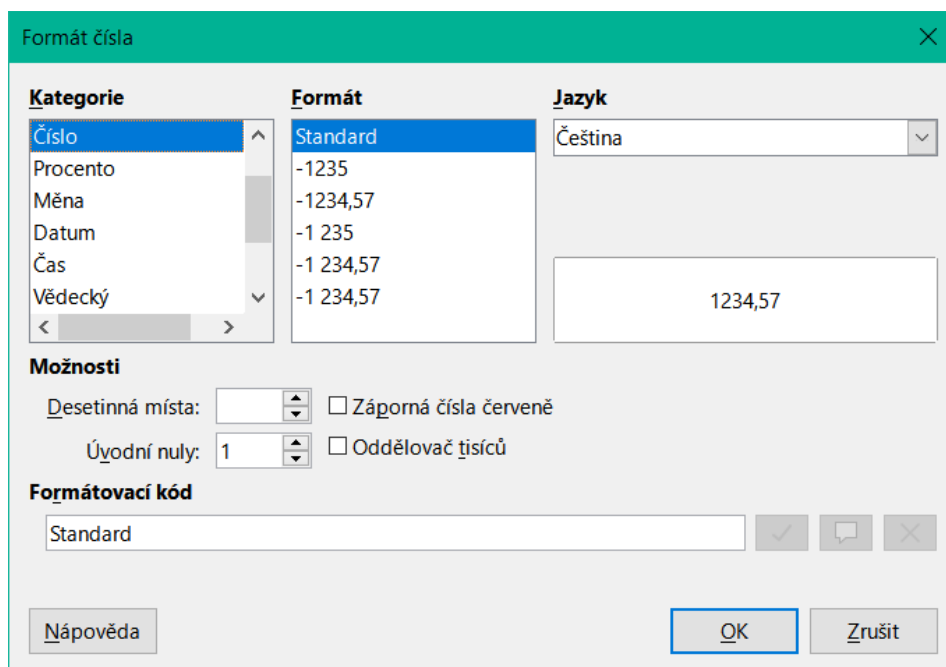 Formát čísla
Kategorie
Číslo
Procento
Měna
Datum
Čas
Vědecký
Formát
Standard
-1235
-1234,57
-1 235
-1 234,57
-1 234,57
Jazyk
Čeština
1234,57
Možnosti
Desetinná místa:
Záporná čísla červeně
Úvodní nuly: 1
Oddělovač tisíců
Formátovací kód
Standard
Nápověda
OK
Zrušit